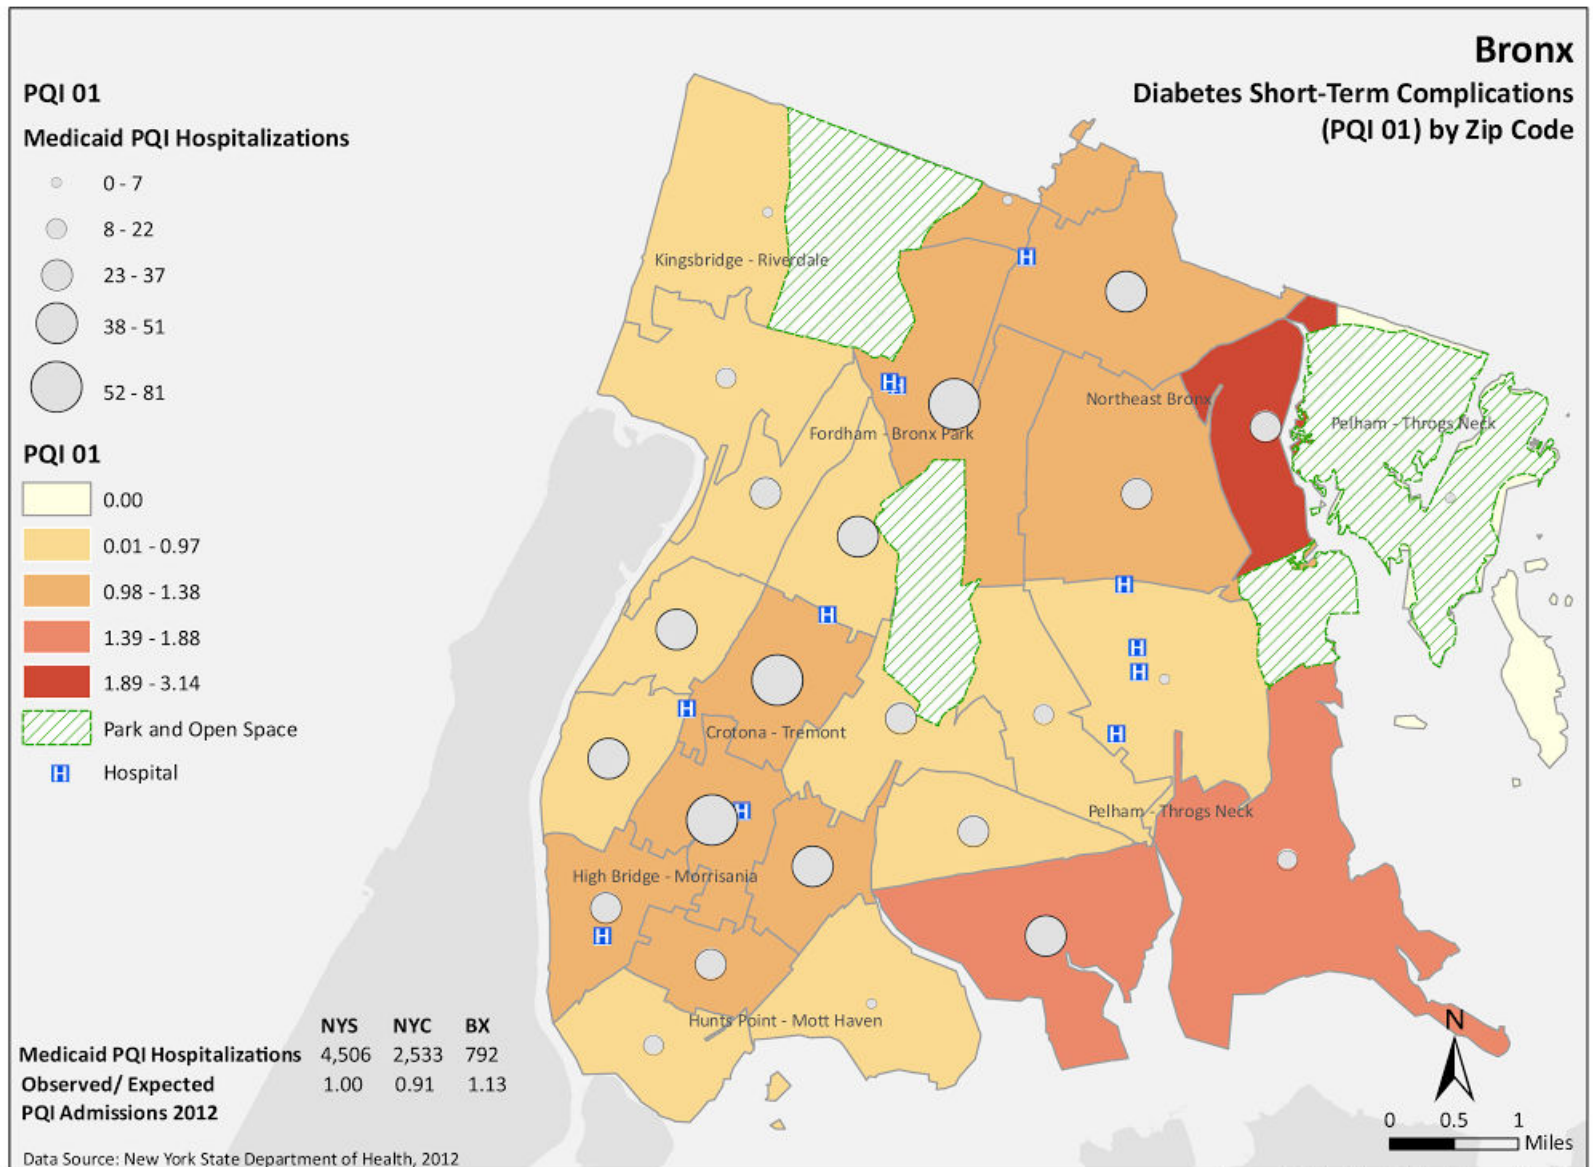 Bronx
Diabetes Short-Term Complications
(PQI 01) by Zip Code
PQI 01
Medicaid PQI Hospitalizations
0 - 7
8 - 22
23 - 37
38 - 51
52 - 81
PQI 01
0.00
0.01 - 0.97
0.98 - 1.38
1.39 - 1.88
1.89 - 3.14
Park and Open Space
H Hospital
Kingsbridge - Riverdale
H
H
H
Northeast Bronx
Pelham - Throgs Neck
Fordham - Bronx Park
H
H
H
H
H
Crotona - Tremont
H
H
Pelham - Throgs Neck
High Bridge - Morrisania
H
Hunts Point - Mott Haven
NYS NYC BX
Medicaid PQI Hospitalizations 4,506 2,533 792
Observed/ Expected 1.00 0.91 1.13
PQI Admissions 2012
Data Source: New York State Department of Health, 2012
N
0 0.5 1
Miles